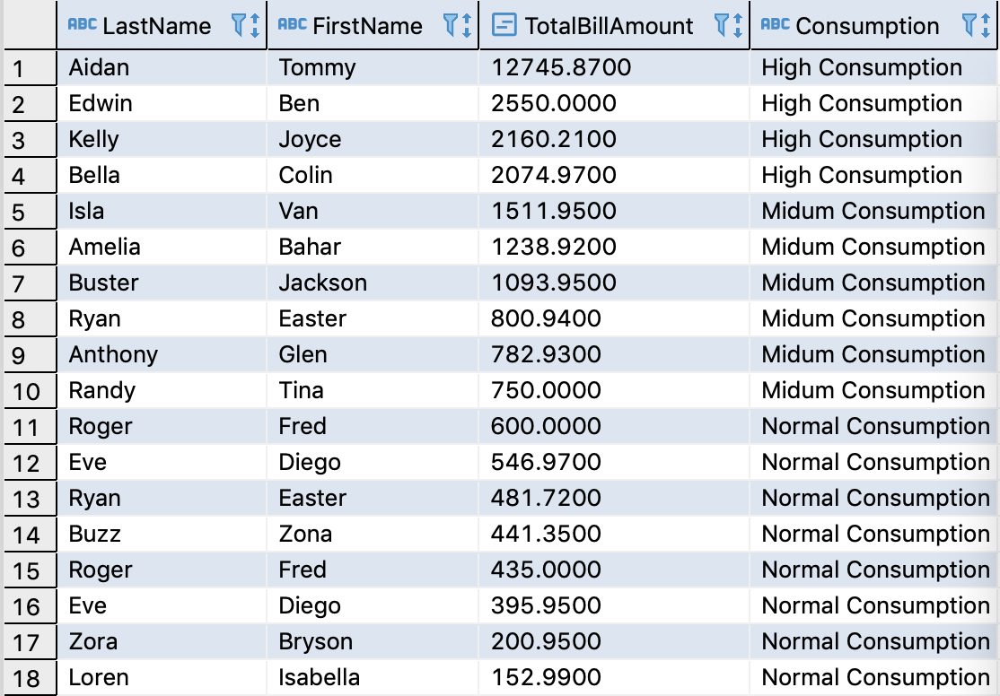 ABC LastName ABC FirstName TotalBillAmount ABC Consumption
1 Aidan Tommy 12745.8700 High Consumption
2 Edwin Ben 2550.0000 High Consumption
3 Kelly Joyce 2160.2100 High Consumption
4 Bella Colin 2074.9700 High Consumption
5 Isla Van 1511.9500 Midum Consumption
6 Amelia Bahar 1238.9200 Midum Consumption
7 Buster Jackson 1093.9500 Midum Consumption
8 Ryan Easter 800.9400 Midum Consumption
9 Anthony Glen 782.9300 Midum Consumption
10 Randy Tina 750.0000 Midum Consumption
11 Roger Fred 600.0000 Normal Consumption
12 Eve Diego 546.9700 Normal Consumption
13 Ryan Easter 481.7200 Normal Consumption
14 Buzz Zona 441.3500 Normal Consumption
15 Roger Fred 435.0000 Normal Consumption
16 Eve Diego 395.9500 Normal Consumption
17 Zora Bryson 200.9500 Normal Consumption
18 Loren Isabella 152.9900 Normal Consumption